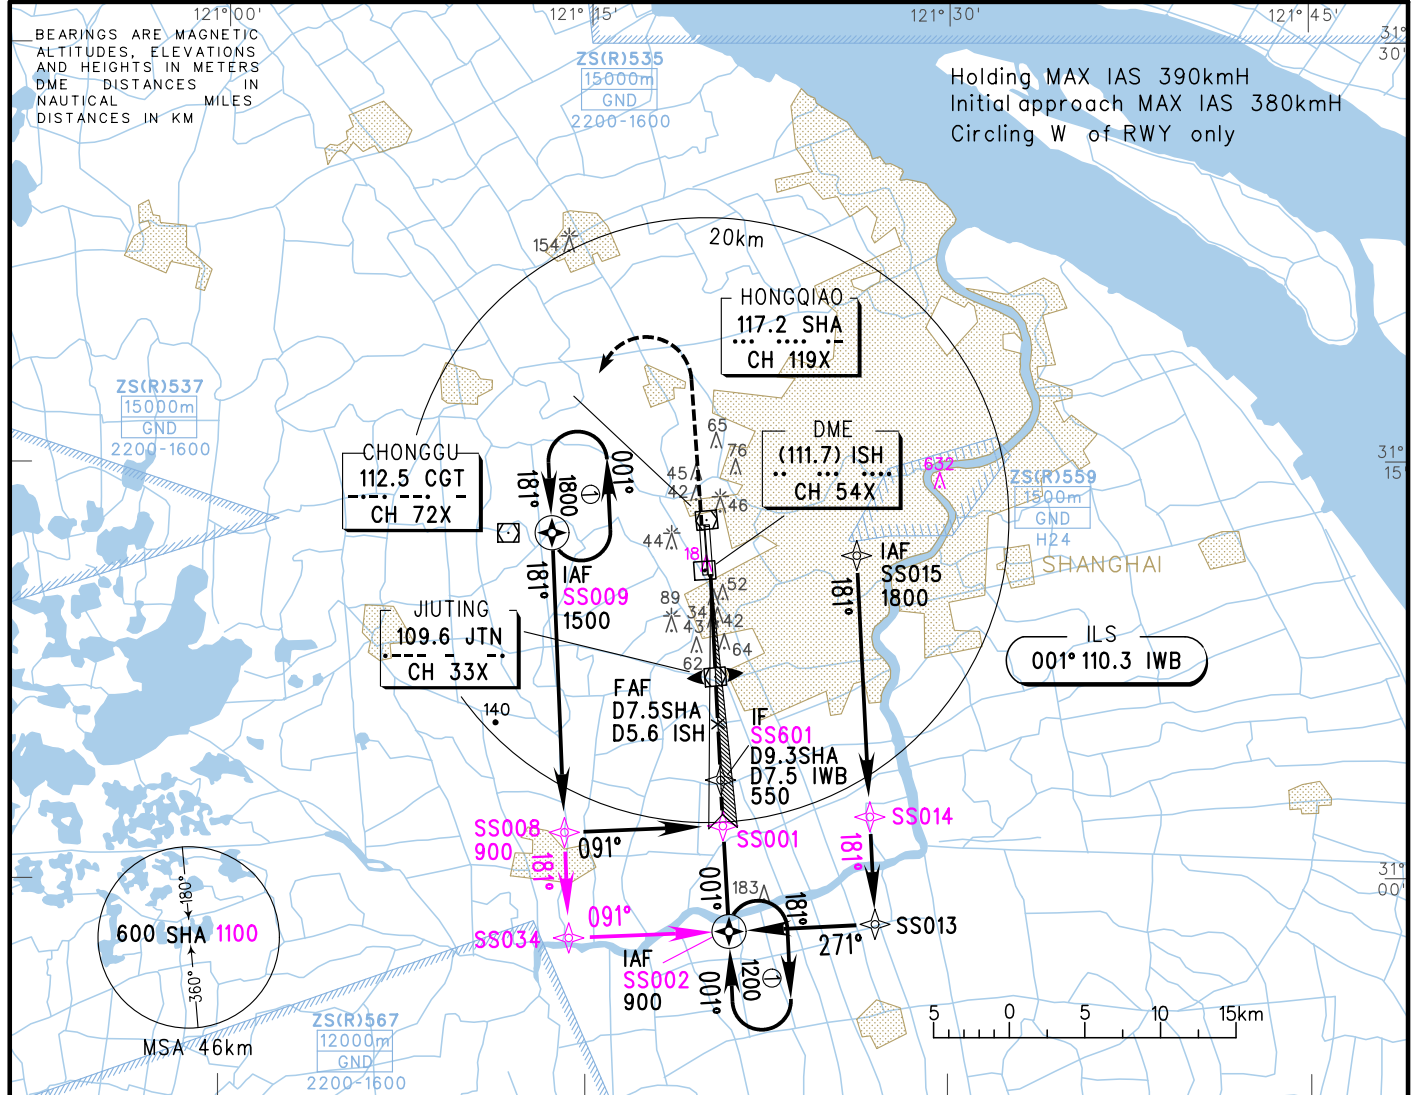 121°00'
121°15'
121°30'
121°45'
31°
30'
BEARINGS ARE MAGNETIC
ALTITUDES, ELEVATIONS
AND HEIGHTS IN METERS
DME DISTANCES IN
NAUTICAL MILES
DISTANCES IN KM
ZS(R)535
15000m
GND
2200-1600
Holding MAX IAS 390kmH
Initial approach MAX IAS 380kmH
Circling W of RWY only
154
20km
HONGQIAO
117.2 SHA
CH 119X
ZS(R)537
15000m
GND
2200-1600
CHONGGU
112.5 CGT
CH 72X
DME
(111.7) ISH
CH 54X
65
76
45
42
46
44
18
632
ZS(R)559
1500m
GND
H24
31°
15'
181°
1800
①
001°
181°
IAF
SS009
1500
IAF
SS015
1800
181°
SHANGHAI
JIUTING
109.6 JTN
CH 33X
89
52
34
43
42
64
62
ILS
001° 110.3 IWB
140
FAF
D7.5SHA
D5.6 ISH
IF
SS601
D9.3SHA
D7.5 IWB
550
SS008
900
091°
SS001
SS014
181°
181°
31°
00'
180°
600 SHA 1100
360°
MSA 46km
SS034
091°
001°
183
181°
271°
SS013
IAF
SS002
900
001°
1200
①
ZS(R)567
12000m
GND
2200-1600
5 0 5 10 15km